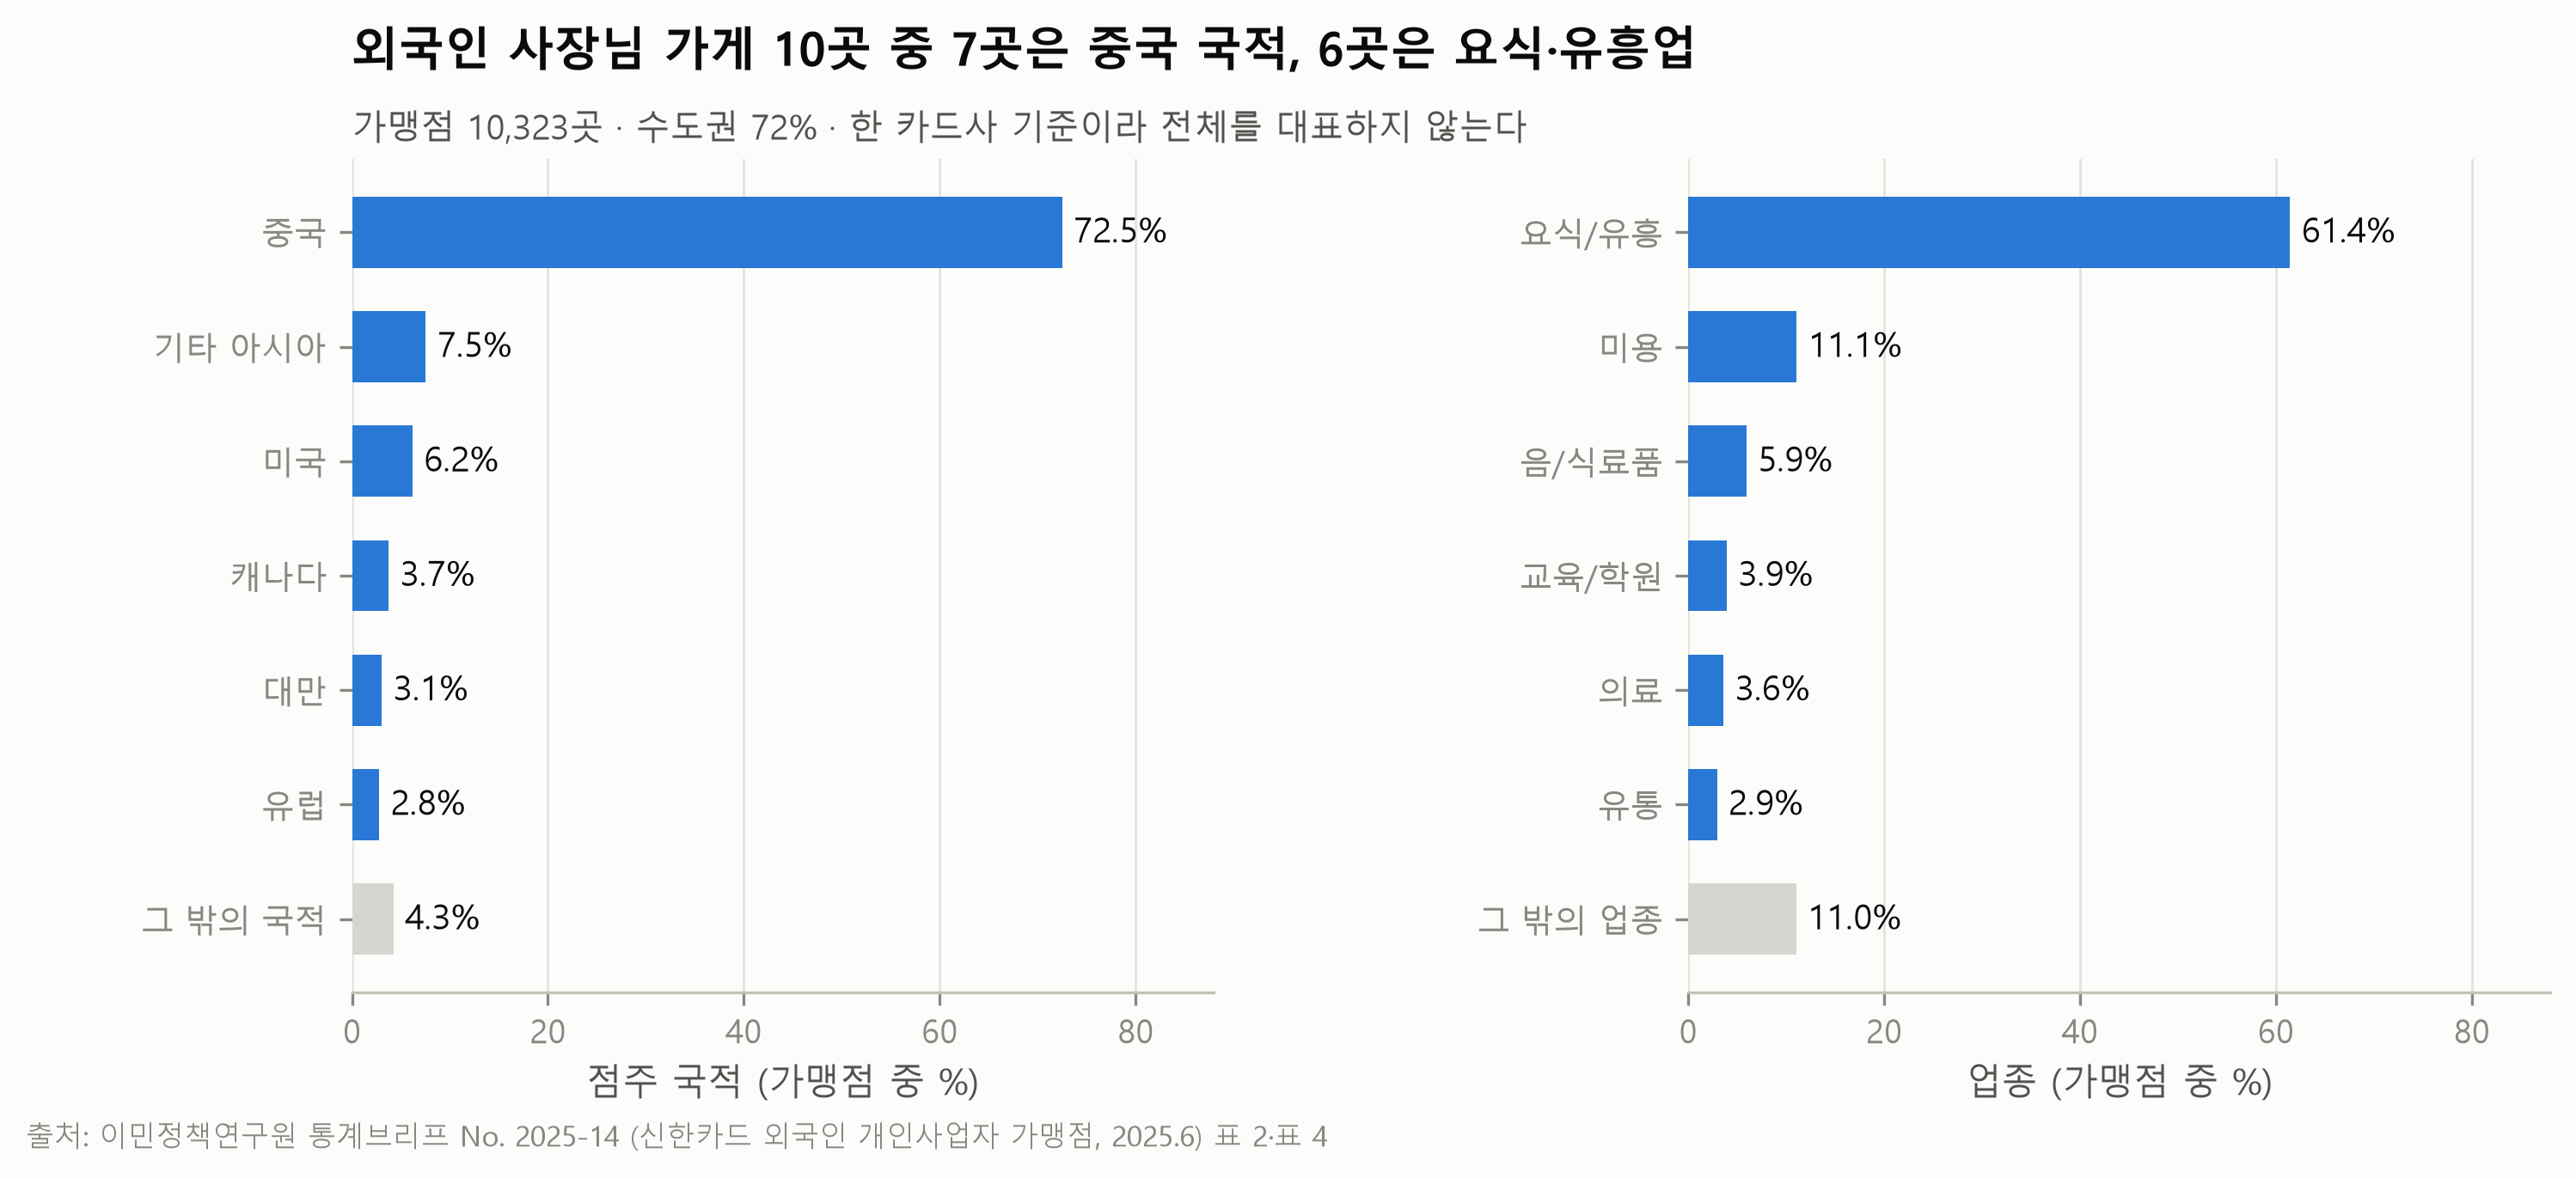 외국인 사장님 가게 10곳 중 7곳은 중국 국적, 6곳은 요식·유흥업
가맹점 10,323곳 · 수도권 72% · 한 카드사 기준이라 전체를 대표하지 않는다
중국 72.5%
기타 아시아 7.5%
미국 6.2%
캐나다 3.7%
대만 3.1%
유럽 2.8%
그 밖의 국적 4.3%
0 20 40 60 80
점주 국적 (가맹점 중 %)
요식/유흥 61.4%
미용 11.1%
음/식료품 5.9%
교육/학원 3.9%
의료 3.6%
유통 2.9%
그 밖의 업종 11.0%
0 20 40 60 80
업종 (가맹점 중 %)
출처: 이민정책연구원 통계브리프 No. 2025-14 (신한카드 외국인 개인사업자 가맹점, 2025.6) 표 2·표 4